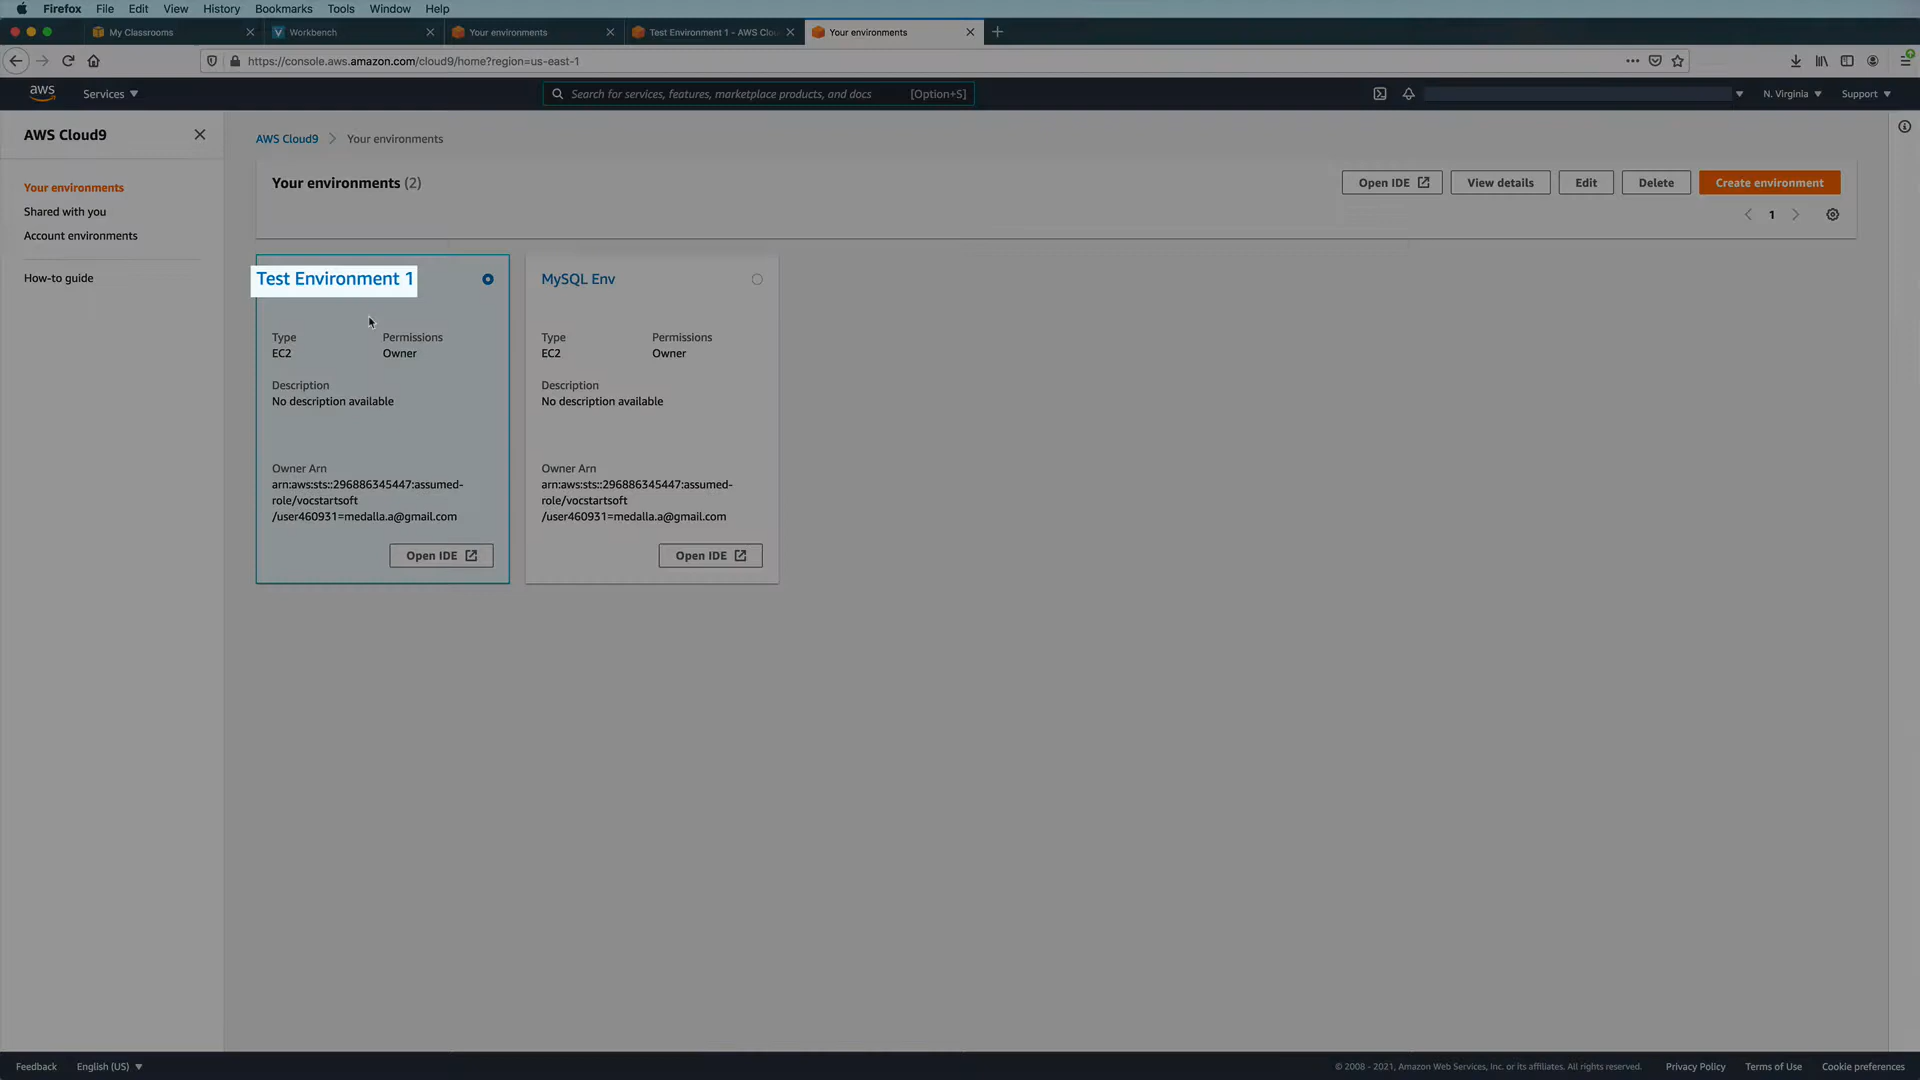 Firefox File Edit View History Bookmarks Tools Window Help
My Classrooms Workbench Your environments Test Environment 1 - AWS Clo Your environments
https://console.aws.amazon.com/cloud9/home?region=us-east-1
aws Services Search for services, features, marketplace products, and docs [Option+S] N. Virginia Support
AWS Cloud9
Your environments
Shared with you
Account environments
How-to guide
AWS Cloud9 Your environments
Your environments (2) Open IDE View details Edit Delete Create environment
1
Test Environment 1
Type Permissions
EC2 Owner
Description
No description available
Owner Arn
arn:aws:sts::296886345447:assumed-
role/vocstartsoft
/user460931=medalla.a@gmail.com
Open IDE
MySQL Env
Type Permissions
EC2 Owner
Description
No description available
Owner Arn
arn:aws:sts::296886345447:assumed-
role/vocstartsoft
/user460931=medalla.a@gmail.com
Open IDE
Feedback English (US) © 2008 - 2021, Amazon Web Services, Inc. or its affiliates. All rights reserved. Privacy Policy Terms of Use Cookie preferences